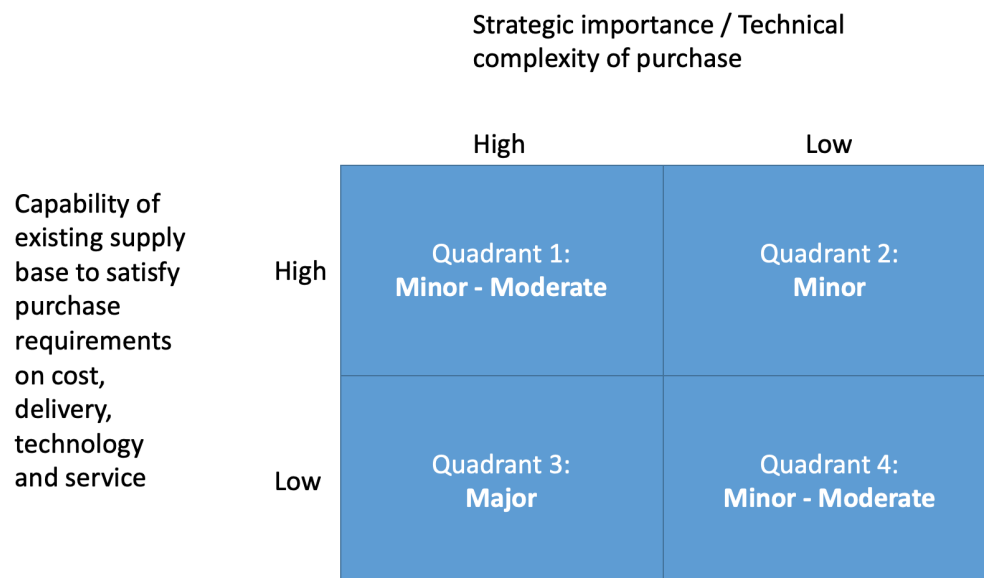 Strategic importance / Technical
complexity of purchase
High
Low
Capability of
existing supply
base to satisfy
purchase
requirements
on cost,
delivery,
technology
and service
High
Quadrant 1:
Minor - Moderate
Quadrant 2:
Minor
Low
Quadrant 3:
Major
Quadrant 4:
Minor - Moderate